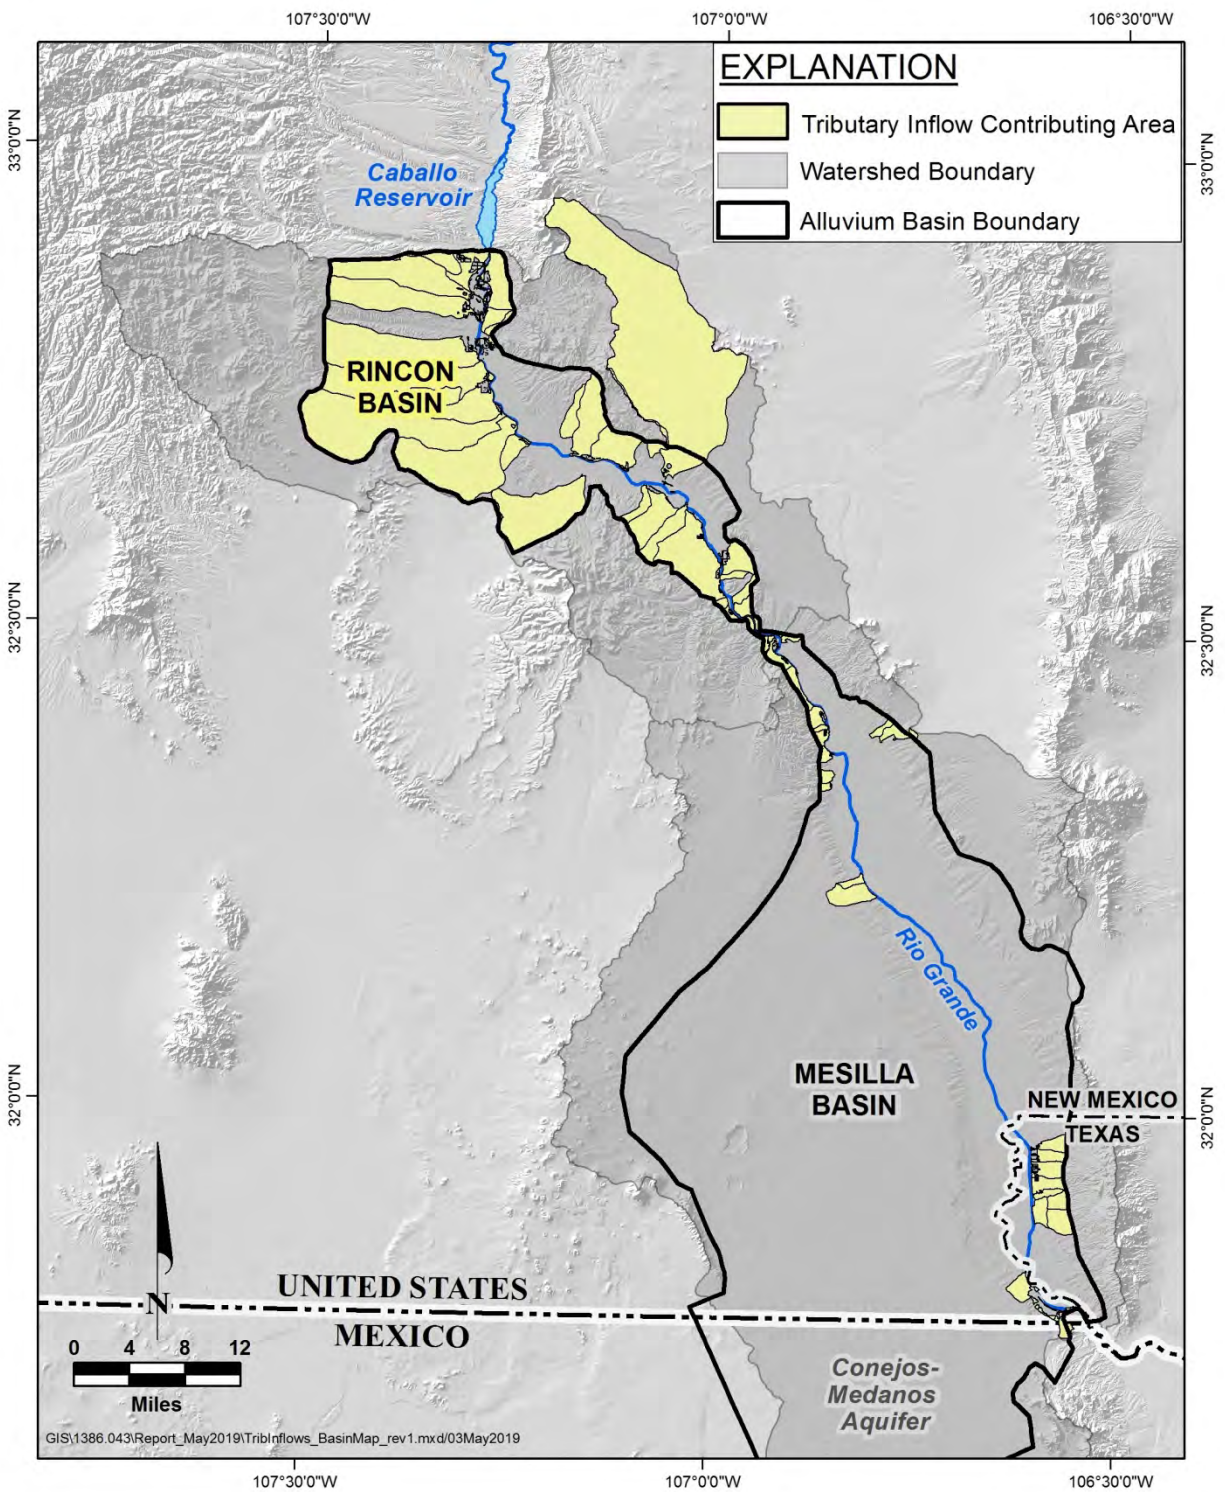 107°30'0"W
107°0'0"W
106°30'0"W
EXPLANATION
Tributary Inflow Contributing Area
Watershed Boundary
Alluvium Basin Boundary
33°0'0"N
33°0'0"N
Caballo
Reservoir
RINCON
BASIN
32°30'0"N
32°30'0"N
Rio Grande
MESILLA
BASIN
32°0'0"N
32°0'0"N
NEW MEXICO
TEXAS
UNITED STATES
MEXICO
N
0 4 8 12
Miles
Conejos-
Medanos
Aquifer
GIS\1386.043\Report_May2019\TribInflows_BasinMap_rev1.mxd/03May2019
107°30'0"W
107°0'0"W
106°30'0"W